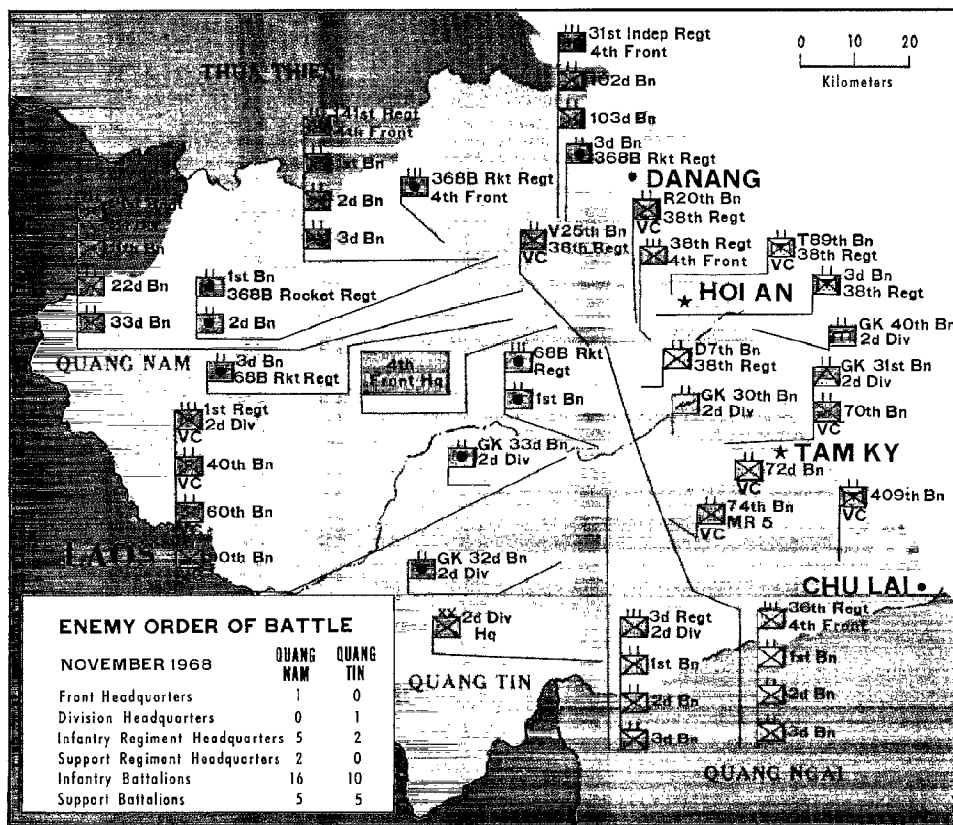 31st Indep Regt
4th Front
102d Bn
103d Bn
3d Bn
368B Rkt Regt
0 10 20
Kilometers
THUA THIEN
141st Regt
4th Front
1st Bn
2d Bn
3d Bn
368B Rkt Regt
4th Front
DANANG
R20th Bn
38th Regt
VC
V25th Bn
38th Regt
VC
38th Regt
4th Front
T89th Bn
38th Regt
VC
3d Bn
38th Regt
HOI AN
22d Bn
33d Bn
1st Bn
368B Rocket Regt
2d Bn
GK 40th Bn
2d Div
QUANG NAM
3d Bn
68B Rkt Regt
4th
Front Hq
68B Rkt
Regt
1st Bn
D7th Bn
38th Regt
GK 31st Bn
2d Div
GK 30th Bn
2d Div
70th Bn
VC
1st Regt
2d Div
VC
40th Bn
VC
60th Bn
VC
90th Bn
GK 33d Bn
2d Div
TAM KY
72d Bn
VC
74th Bn
MR 5
VC
409th Bn
VC
LAOS
GK 32d Bn
2d Div
CHU LAI
XX
2d Div
Hq
3d Regt
2d Div
1st Bn
2d Bn
3d Bn
36th Regt
4th Front
1st Bn
2d Bn
3d Bn
QUANG TIN
QUANG NGAI
ENEMY ORDER OF BATTLE
NOVEMBER 1968 QUANG NAM QUANG TIN
Front Headquarters 1 0
Division Headquarters 0 1
Infantry Regiment Headquarters 5 2
Support Regiment Headquarters 2 0
Infantry Battalions 16 10
Support Battalions 5 5